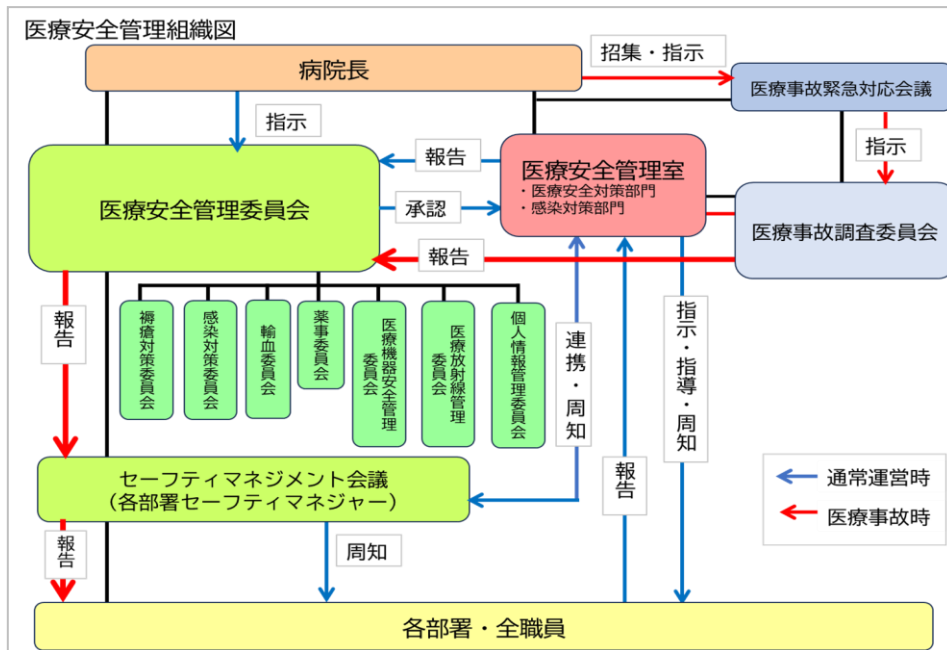 医療安全管理組織図
病院長
招集・指示
医療事故緊急対応会議
指示
指示
医療安全管理委員会
報告
承認
医療安全管理室
・医療安全対策部門
・感染対策部門
医療事故調査委員会
報告
報告
褥瘡対策委員会
感染対策委員会
輸血委員会
薬事委員会
医療機器安全管理
委員会
医療放射線管理
委員会
個人情報管理委員会
連携・周知
報告
指示・指導・周知
セーフティマネジメント会議
（各部署セーフティマネジャー）
報告
周知
通常運営時
医療事故時
各部署・全職員